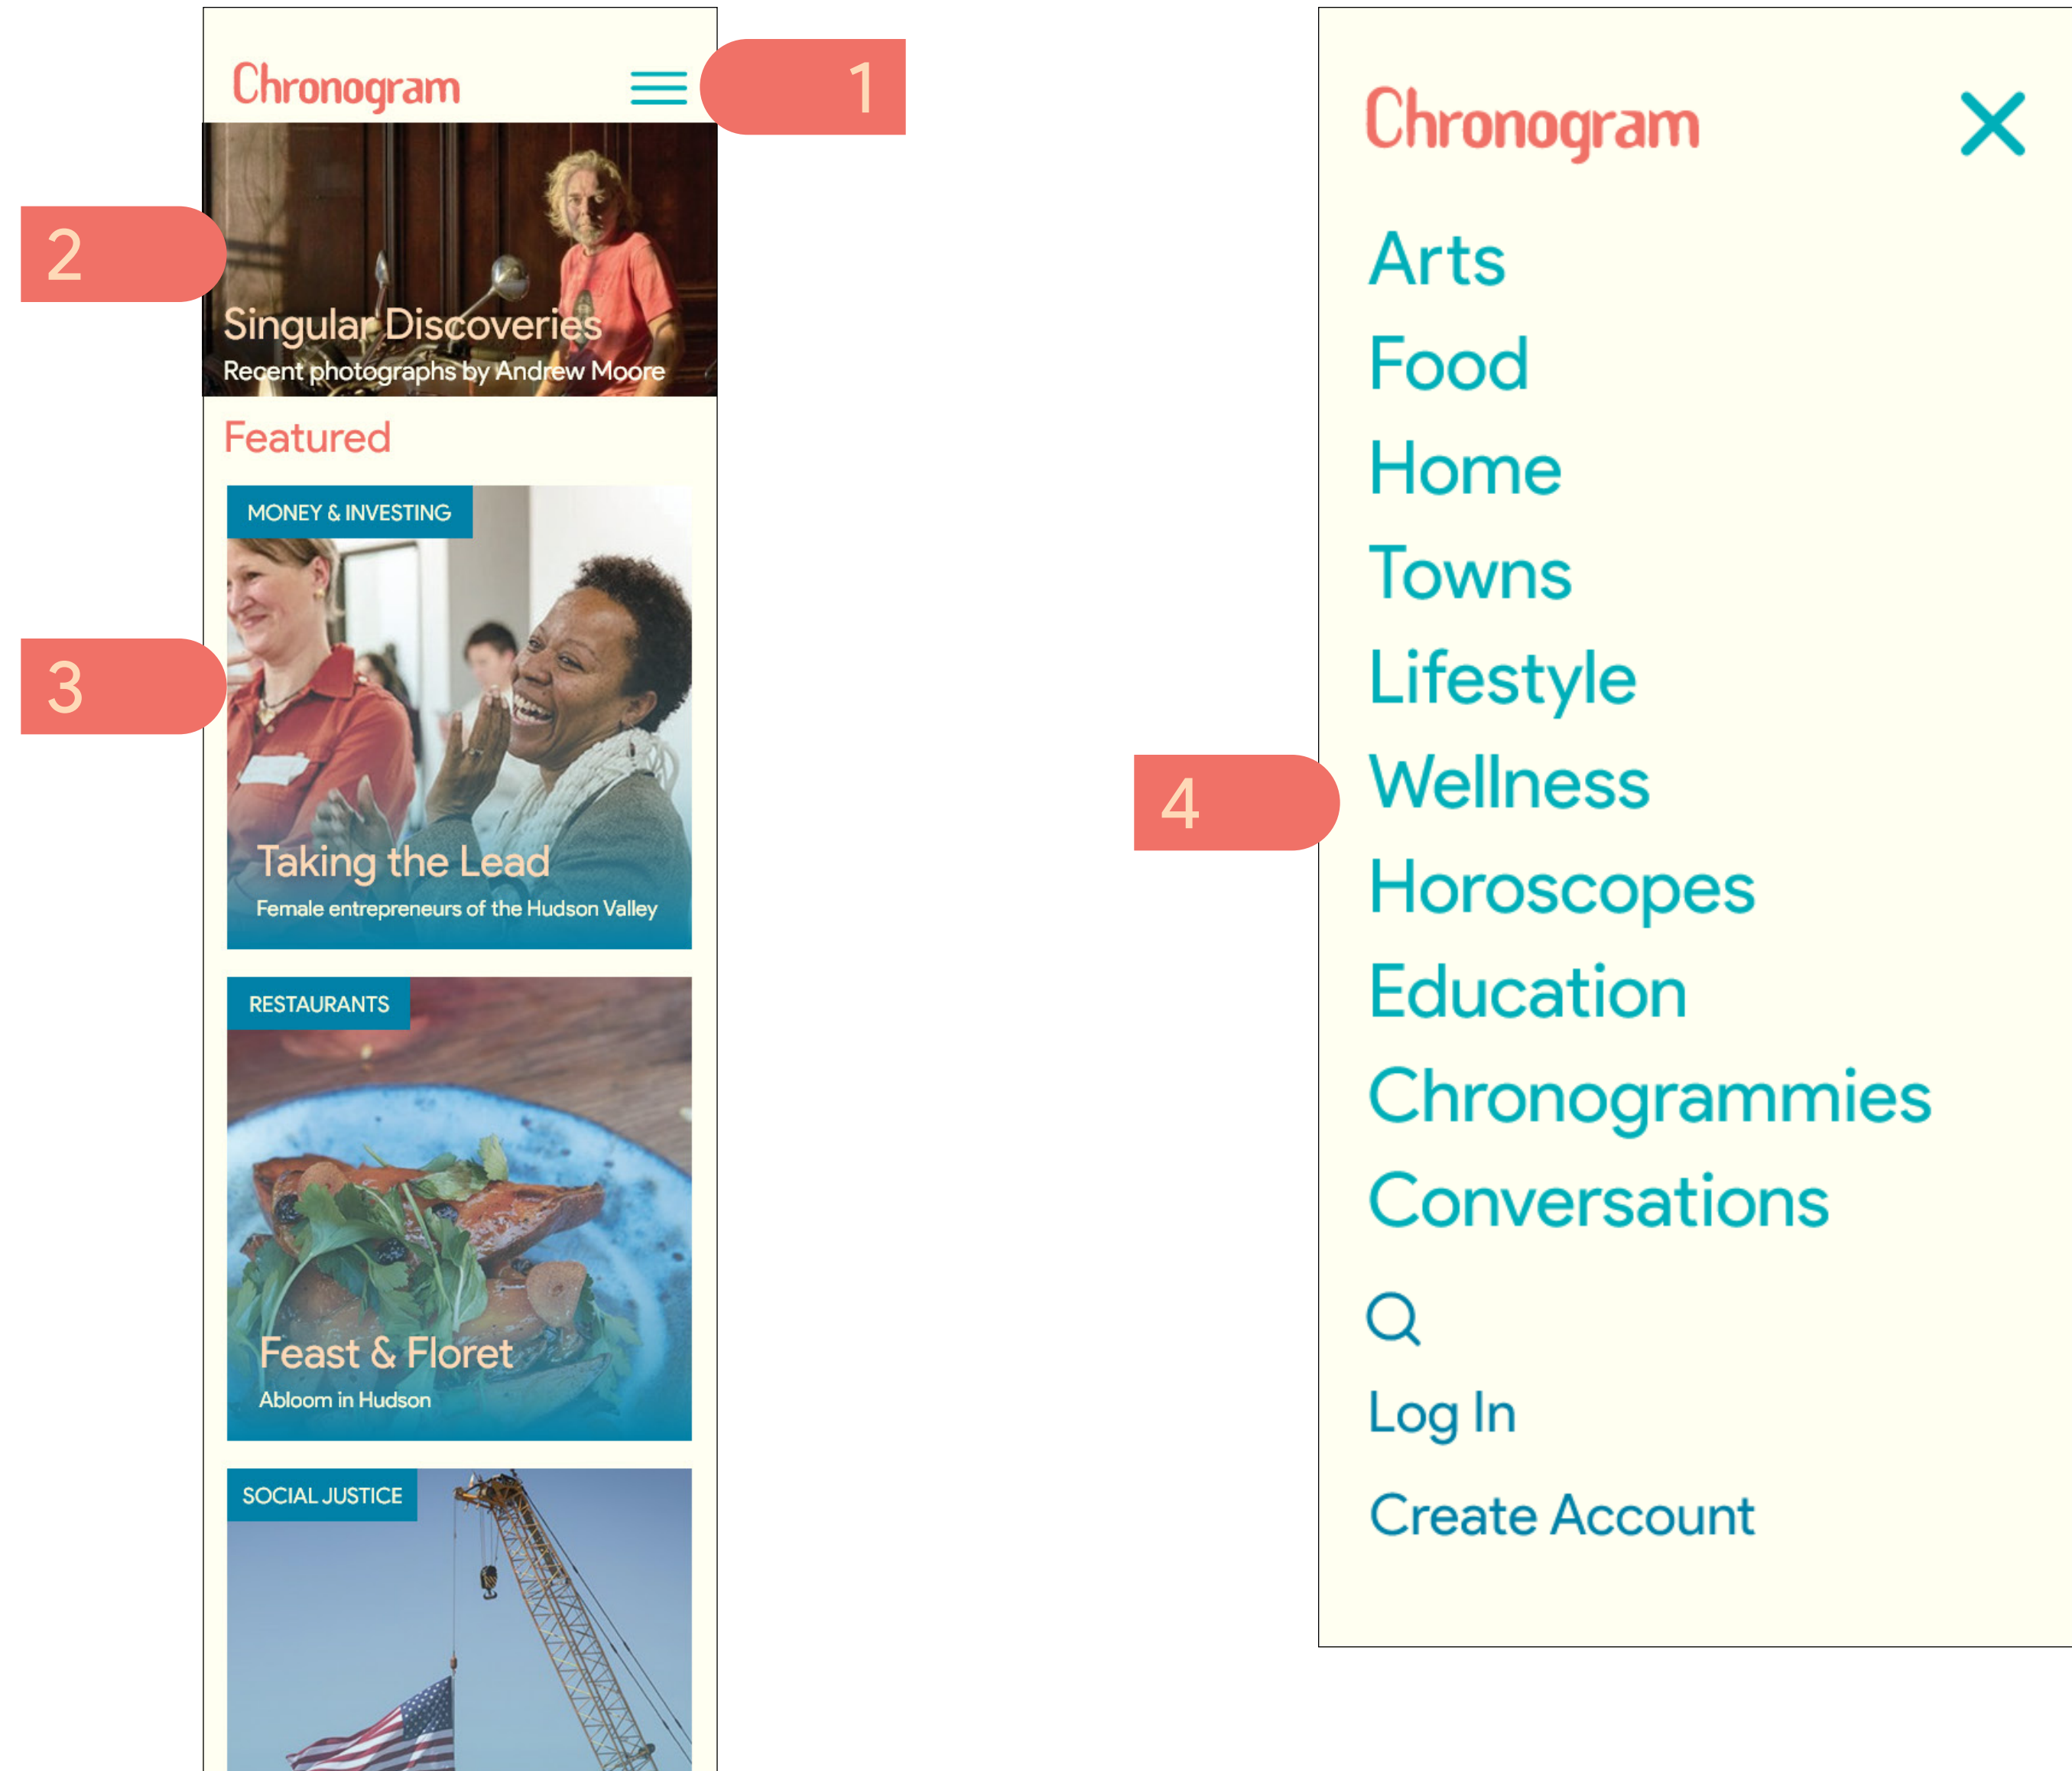 Chronogram
1
2
Singular Discoveries
Recent photographs by Andrew Moore
Featured
MONEY & INVESTING
3
Taking the Lead
Female entrepreneurs of the Hudson Valley
RESTAURANTS
Feast & Floret
Abloom in Hudson
SOCIAL JUSTICE
Chronogram
Arts
Food
Home
Towns
Lifestyle
Wellness
4
Horoscopes
Education
Chronogrammies
Conversations
Log In
Create Account